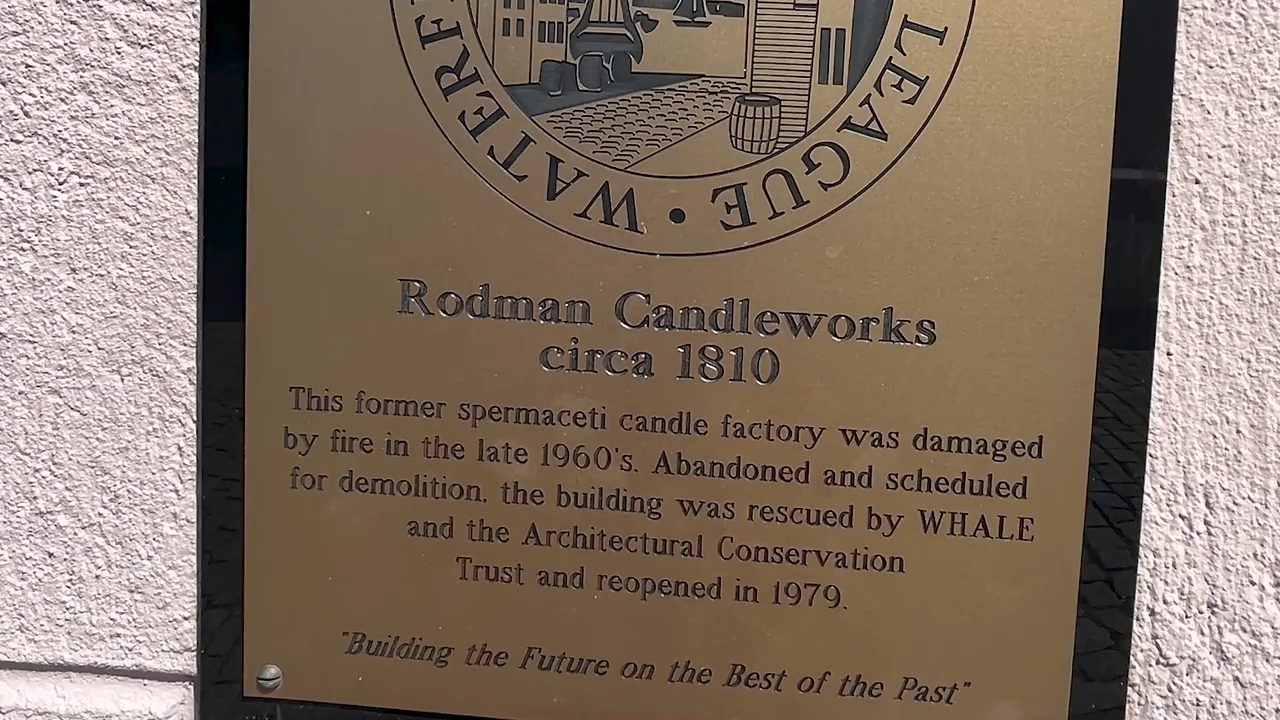 WATERF
LEAGUE
Rodman Candleworks
circa 1810
This former spermaceti candle factory was damaged
by fire in the late 1960's. Abandoned and scheduled
for demolition, the building was rescued by WHALE
and the Architectural Conservation
Trust and reopened in 1979.
"Building the Future on the Best of the Past"